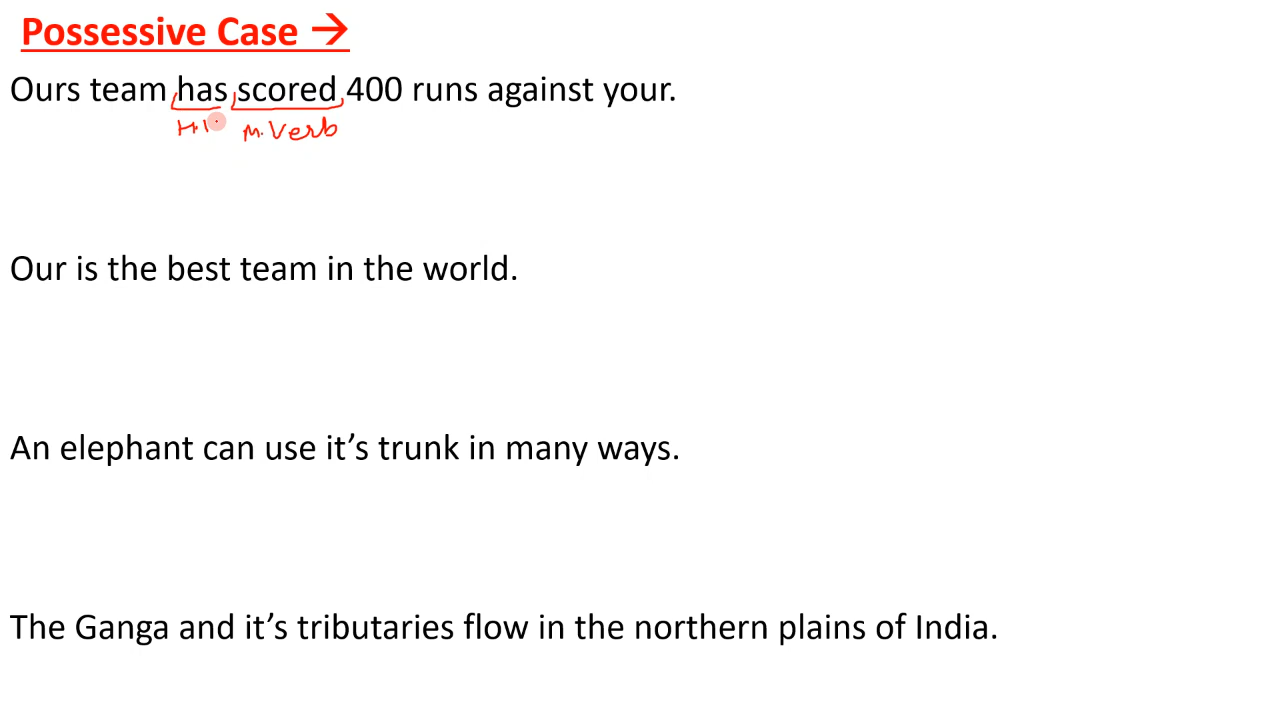 Possessive Case →
Ours team has scored 400 runs against your.
M. Verb
Our is the best team in the world.
An elephant can use it’s trunk in many ways.
The Ganga and it’s tributaries flow in the northern plains of India.